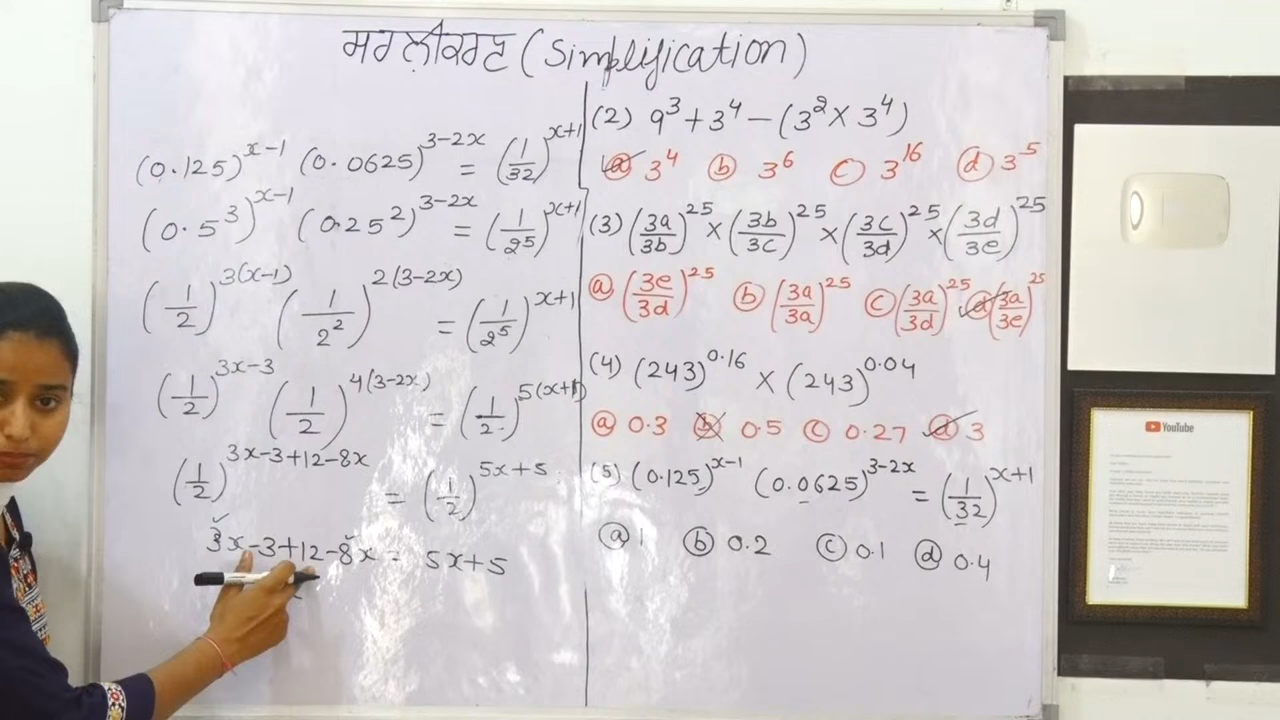 ਸਰਲੀਕਰਣ (Simplification)
(0.125)^(x-1) (0.0625)^(3-2x) = (1/32)^(x+1)
(0.5^3)^(x-1) (0.25^2)^(3-2x) = (1/2^5)^(x+1)
(1/2)^(3(x-1)) (1/2^2)^(2(3-2x)) = (1/2^5)^(x+1)
(1/2)^(3x-3) (1/2)^(4(3-2x)) = (1/2)^(5(x+1))
(1/2)^(3x-3+12-8x) = (1/2)^(5x+5)
3x-3+12-8x = 5x+5
(2) 9^3+3^4-(3^2×3^4)
ⓐ 3^4 ⓑ 3^6 ⓒ 3^16 ⓓ 3^5
(3) (3a/3b)^25 × (3b/3c)^25 × (3c/3d)^25 × (3d/3e)^25
ⓐ (3e/3d)^25 ⓑ (3a/3a)^25 ⓒ (3a/3d)^25 ⓓ (3a/3e)^25
(4) (243)^0.16 × (243)^0.04
ⓐ 0.3 ⓑ 0.5 ⓒ 0.27 ⓓ 3
(5) (0.125)^(x-1) (0.0625)^(3-2x) = (1/32)^(x+1)
ⓐ 1 ⓑ 0.2 ⓒ 0.1 ⓓ 0.4
YouTube